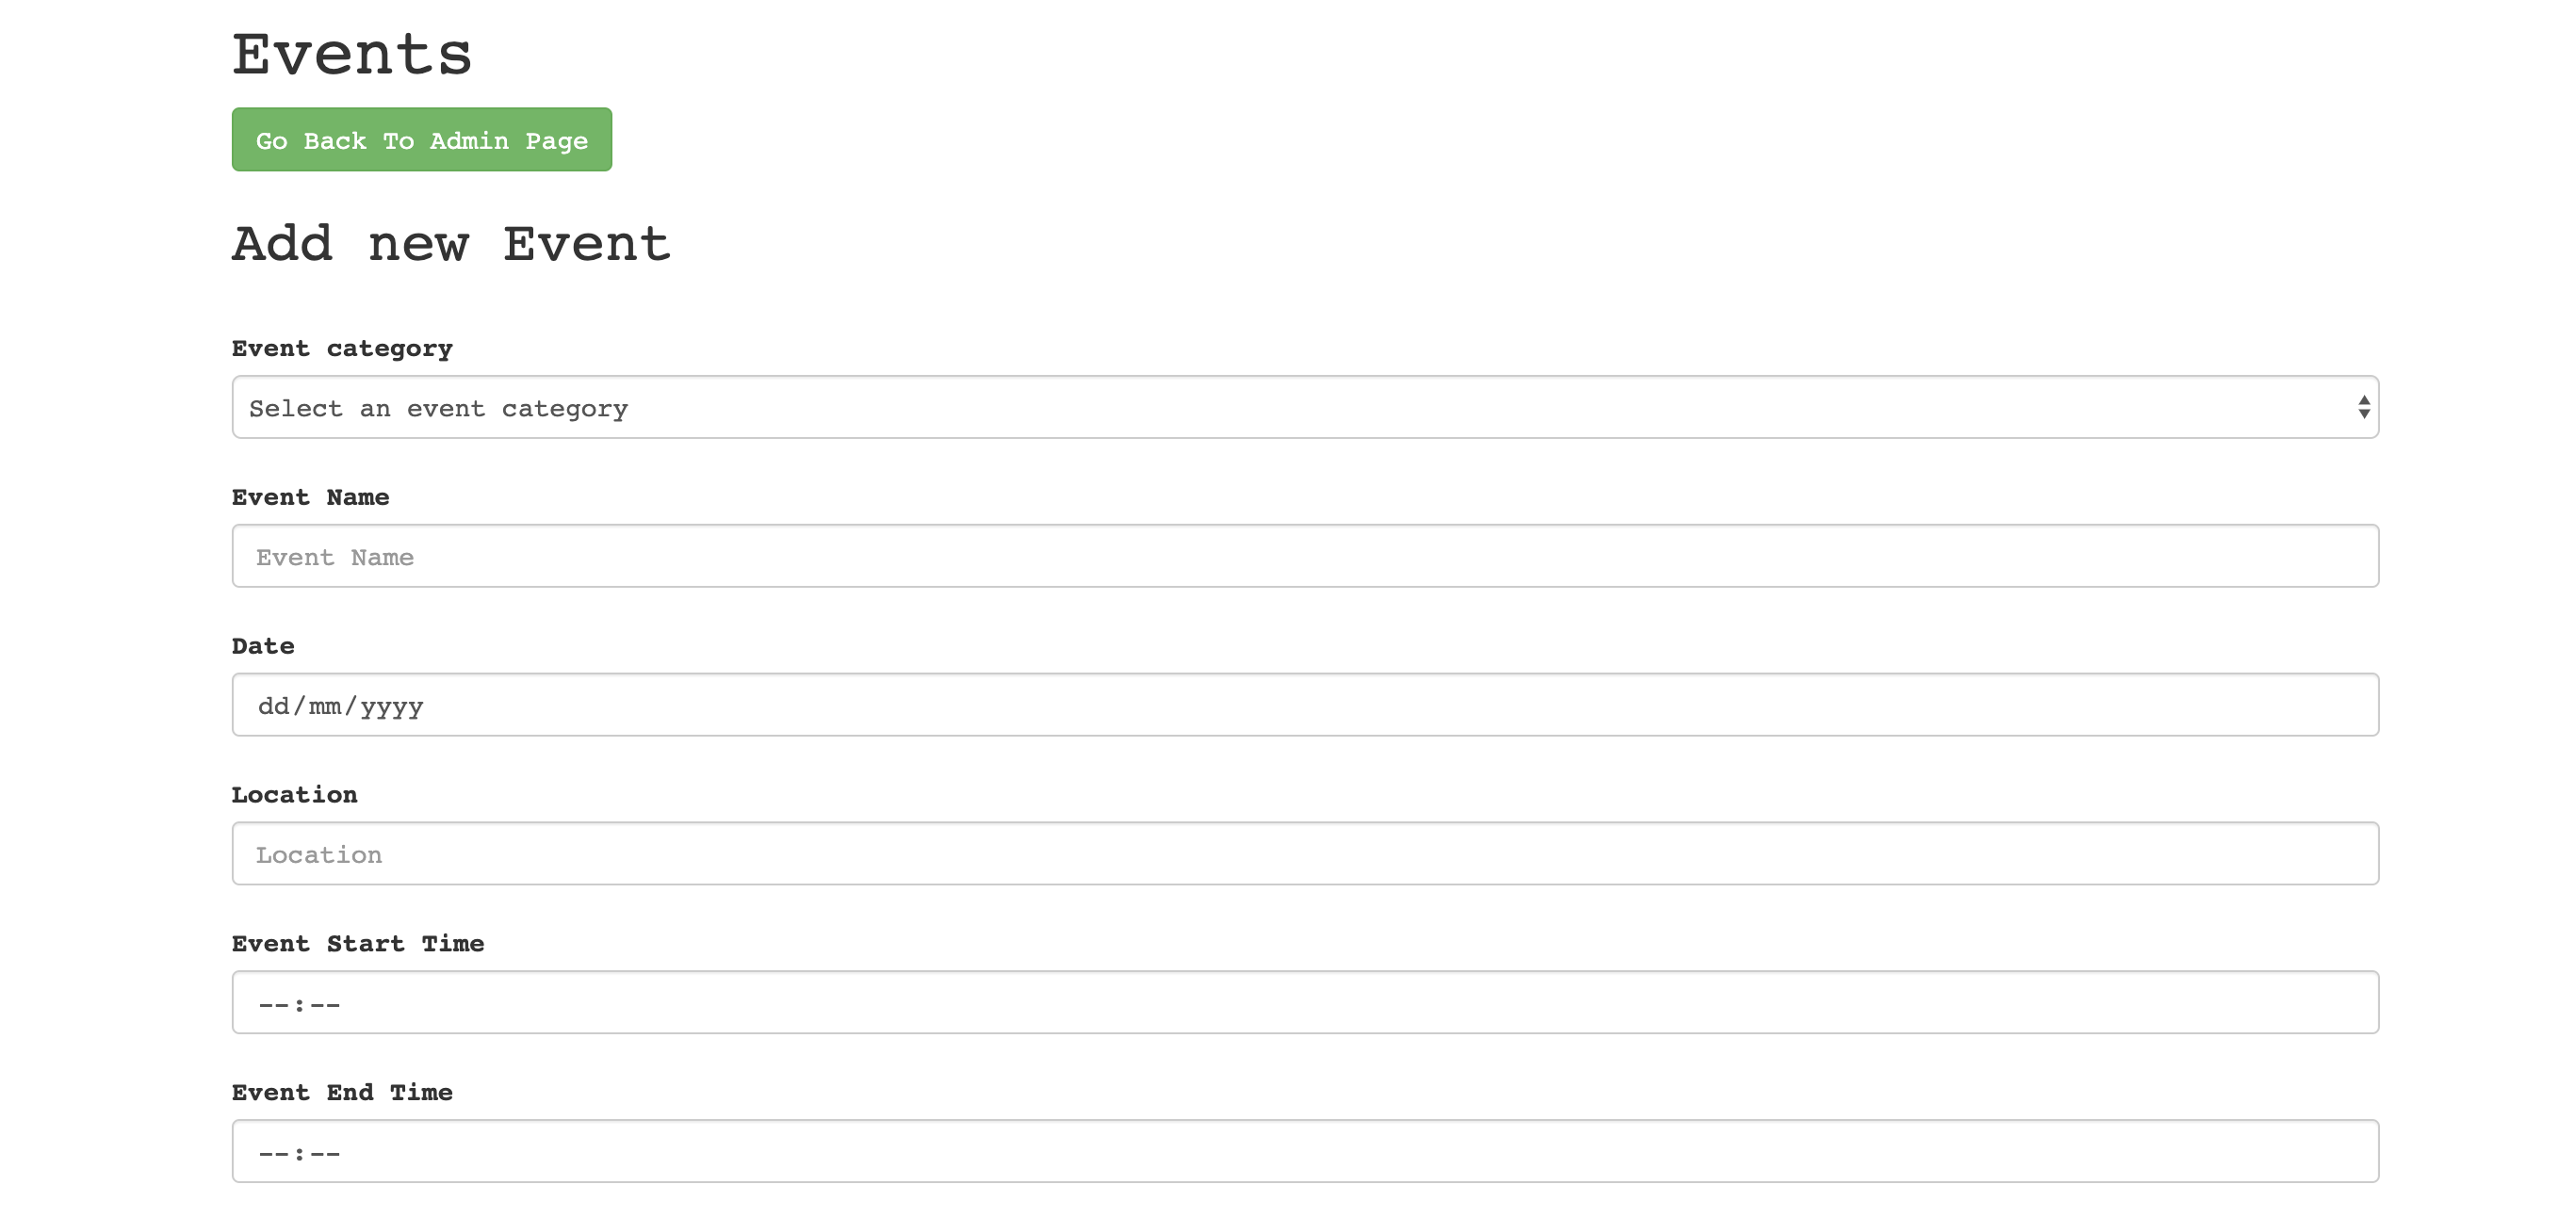 Events
Go Back To Admin Page
Add new Event
Event category
Select an event category
Event Name
Event Name
Date
dd/mm/yyyy
Location
Location
Event Start Time
--:--
Event End Time
--:--